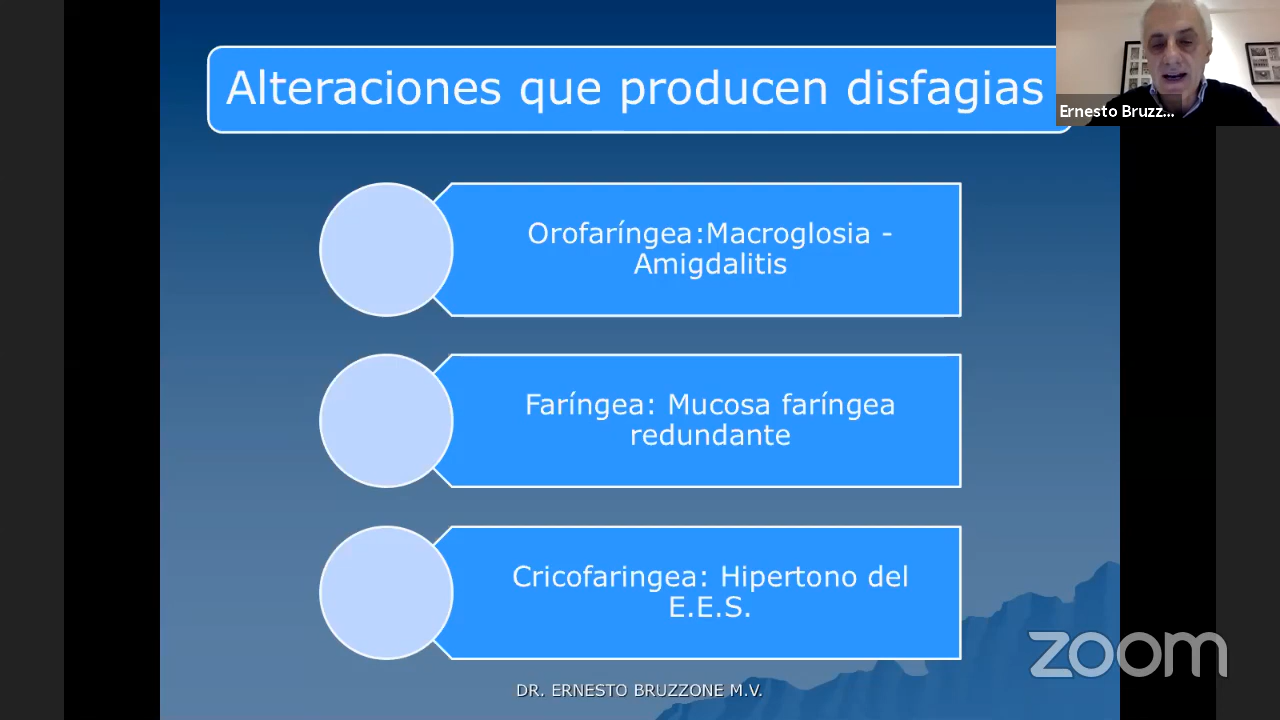 Alteraciones que producen disfagias
Ernesto Bruzz...
Orofaríngea:Macroglosia -
Amigdalitis
Faríngea: Mucosa faríngea
redundante
Cricofaringea: Hipertono del
E.E.S.
zoom
DR. ERNESTO BRUZZONE M.V.